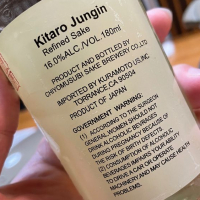 Kitaro Jungin
Refined Sake
16.0%ALC./VOL.180ml
PRODUCT AND BOTTLED BY
CHIYOMUSUBI SAKE BREWERY CO.,LTD
IMPORTED BY KURAMOTO US,INC.
TORRANCE,CA 90504
PRODUCT OF JAPAN
GOVERNMENT WARNING:
(1) ACCORDING TO THE SURGEON
GENERAL WOMEN SHOULD NOT
DRINK ALCOHOLIC BEVERAGES
DURING PREGNANCY BECAUSE OF
THE RISK OF BIRTH DEFECTS
(2) CONSUMPTION OF ALCOHOLIC
BEVERAGES IMPAIRS YOUR ABILITY
TO DRIVE A CAR OR OPERATE
MACHINERY AND MAY CAUSE HEALTH
PROBLEMS.